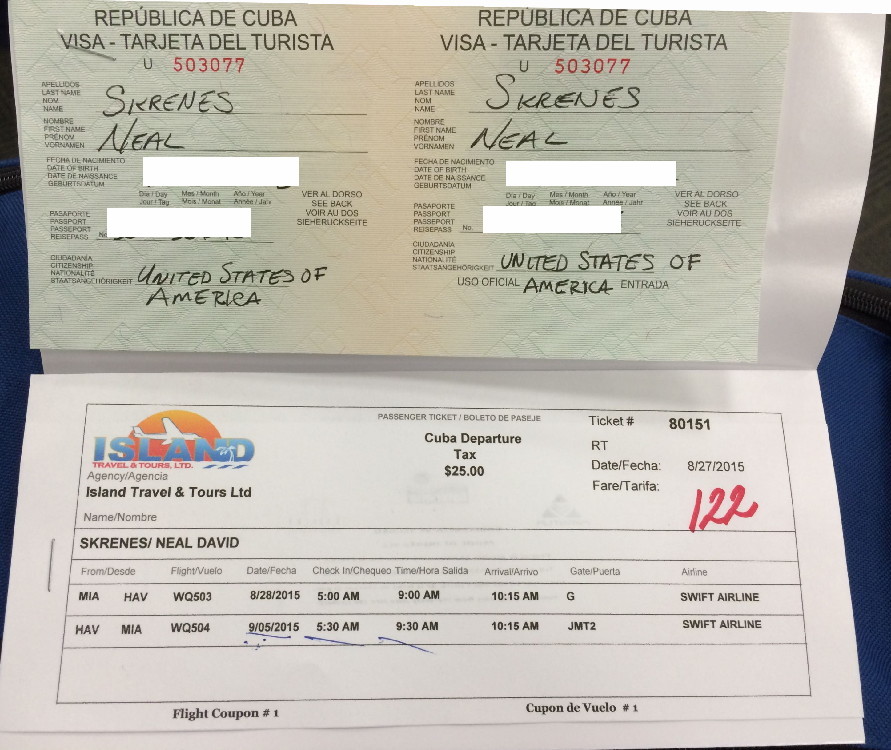 REPÚBLICA DE CUBA
VISA - TARJETA DEL TURISTA
U 503077
APELLIDOS
LAST NAME
NOM
NAME
SKRENES
NOMBRE
FIRST NAME
PRÉNOM
VORNAMEN
NEAL
FECHA DE NACIMIENTO
DATE OF BIRTH
DATE DE NAISSANCE
GEBURTSDATUM
Día / Day Mes / Month Año / Year
Jour / Tag Mois / Monat Année / Jahr
VER AL DORSO
SEE BACK
VOIR AU DOS
SIEHERUCKSEITE
PASAPORTE
PASSPORT
PASSEPORT
REISEPASS
No.
CIUDADANÍA
CITIZENSHIP
NATIONALITÉ
STAATSANGEHÖRIGKEIT
UNITED STATES OF
AMERICA
REPÚBLICA DE CUBA
VISA - TARJETA DEL TURISTA
U 503077
APELLIDOS
LAST NAME
NOM
NAME
SKRENES
NOMBRE
FIRST NAME
PRÉNOM
VORNAMEN
NEAL
FECHA DE NACIMIENTO
DATE OF BIRTH
DATE DE NAISSANCE
GEBURTSDATUM
Día / Day Mes / Month Año / Year
Jour / Tag Mois / Monat Année / Jahr
VER AL DORSO
SEE BACK
VOIR AU DOS
SIEHERUCKSEITE
PASAPORTE
PASSPORT
PASSEPORT
REISEPASS
No.
CIUDADANÍA
CITIZENSHIP
NATIONALITÉ
STAATSANGEHÖRIGKEIT
UNITED STATES OF
USO OFICIAL AMERICA ENTRADA
ISLAND
TRAVEL & TOURS, LTD.
Agency/Agencia
Island Travel & Tours Ltd
Name/Nombre
PASSENGER TICKET / BOLETO DE PASEJE
Cuba Departure
Tax
$25.00
Ticket # 80151
RT
Date/Fecha: 8/27/2015
Fare/Tarifa:
122
SKRENES/ NEAL DAVID
From/Desde Flight/Vuelo Date/Fecha Check In/Chequeo Time/Hora Salida Arrival/Arrivo Gate/Puerta Airline
MIA HAV WQ503 8/28/2015 5:00 AM 9:00 AM 10:15 AM G SWIFT AIRLINE
HAV MIA WQ504 9/05/2015 5:30 AM 9:30 AM 10:15 AM JMT2 SWIFT AIRLINE
Flight Coupon # 1 Cupon de Vuelo # 1